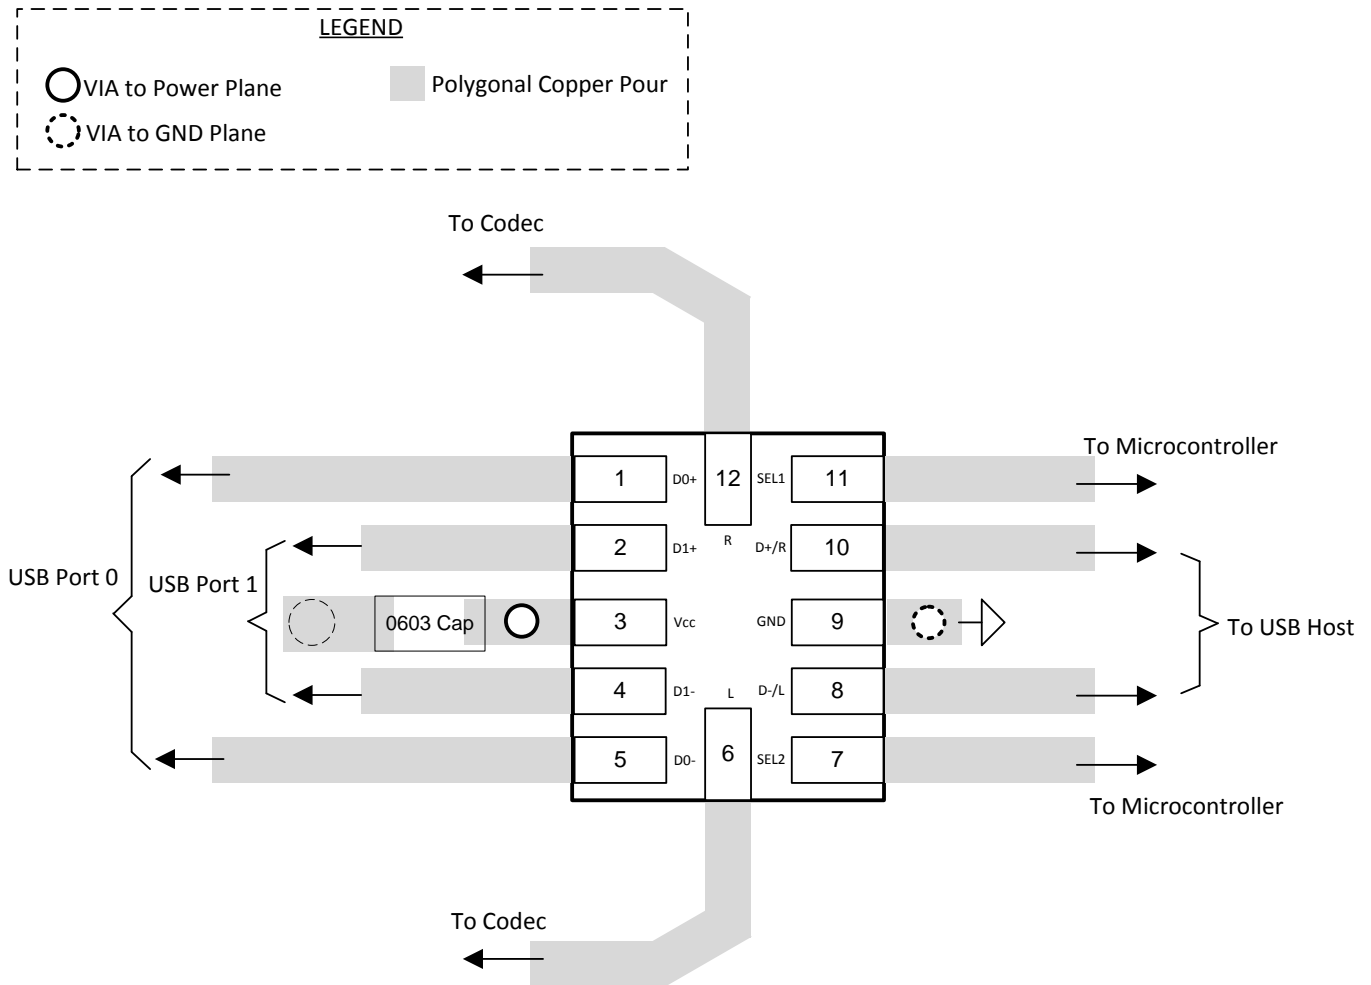 LEGEND
VIA to Power Plane
Polygonal Copper Pour
VIA to GND Plane
To Codec
To Microcontroller
1 D0+ 12 SEL1 11
2 D1+ R D+/R 10
USB Port 0
USB Port 1
0603 Cap 3 Vcc GND 9
To USB Host
4 D1- L D-/L 8
5 D0- 6 SEL2 7
To Microcontroller
To Codec